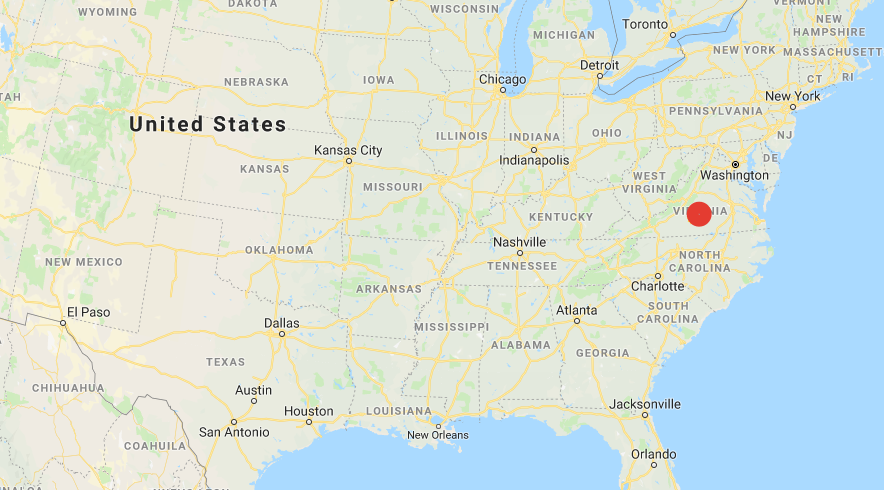 DAKOTA
WYOMING
WISCONSIN
Toronto
VERMONT
NEW
HAMPSHIRE
MICHIGAN
NEW YORK
MASSACHUSETT
Detroit
Chicago
CT
RI
NEBRASKA
IOWA
TAH
New York
PENNSYLVANIA
United States
ILLINOIS
INDIANA
OHIO
NJ
Kansas City
Indianapolis
DE
KANSAS
MISSOURI
WEST
VIRGINIA
Washington
KENTUCKY
Nashville
OKLAHOMA
NEW MEXICO
TENNESSEE
NORTH
CAROLINA
ARKANSAS
Charlotte
El Paso
Dallas
MISSISSIPPI
Atlanta
SOUTH
CAROLINA
ALABAMA
GEORGIA
TEXAS
CHIHUAHUA
Austin
Houston
LOUISIANA
Jacksonville
San Antonio
New Orleans
COAHUILA
Orlando